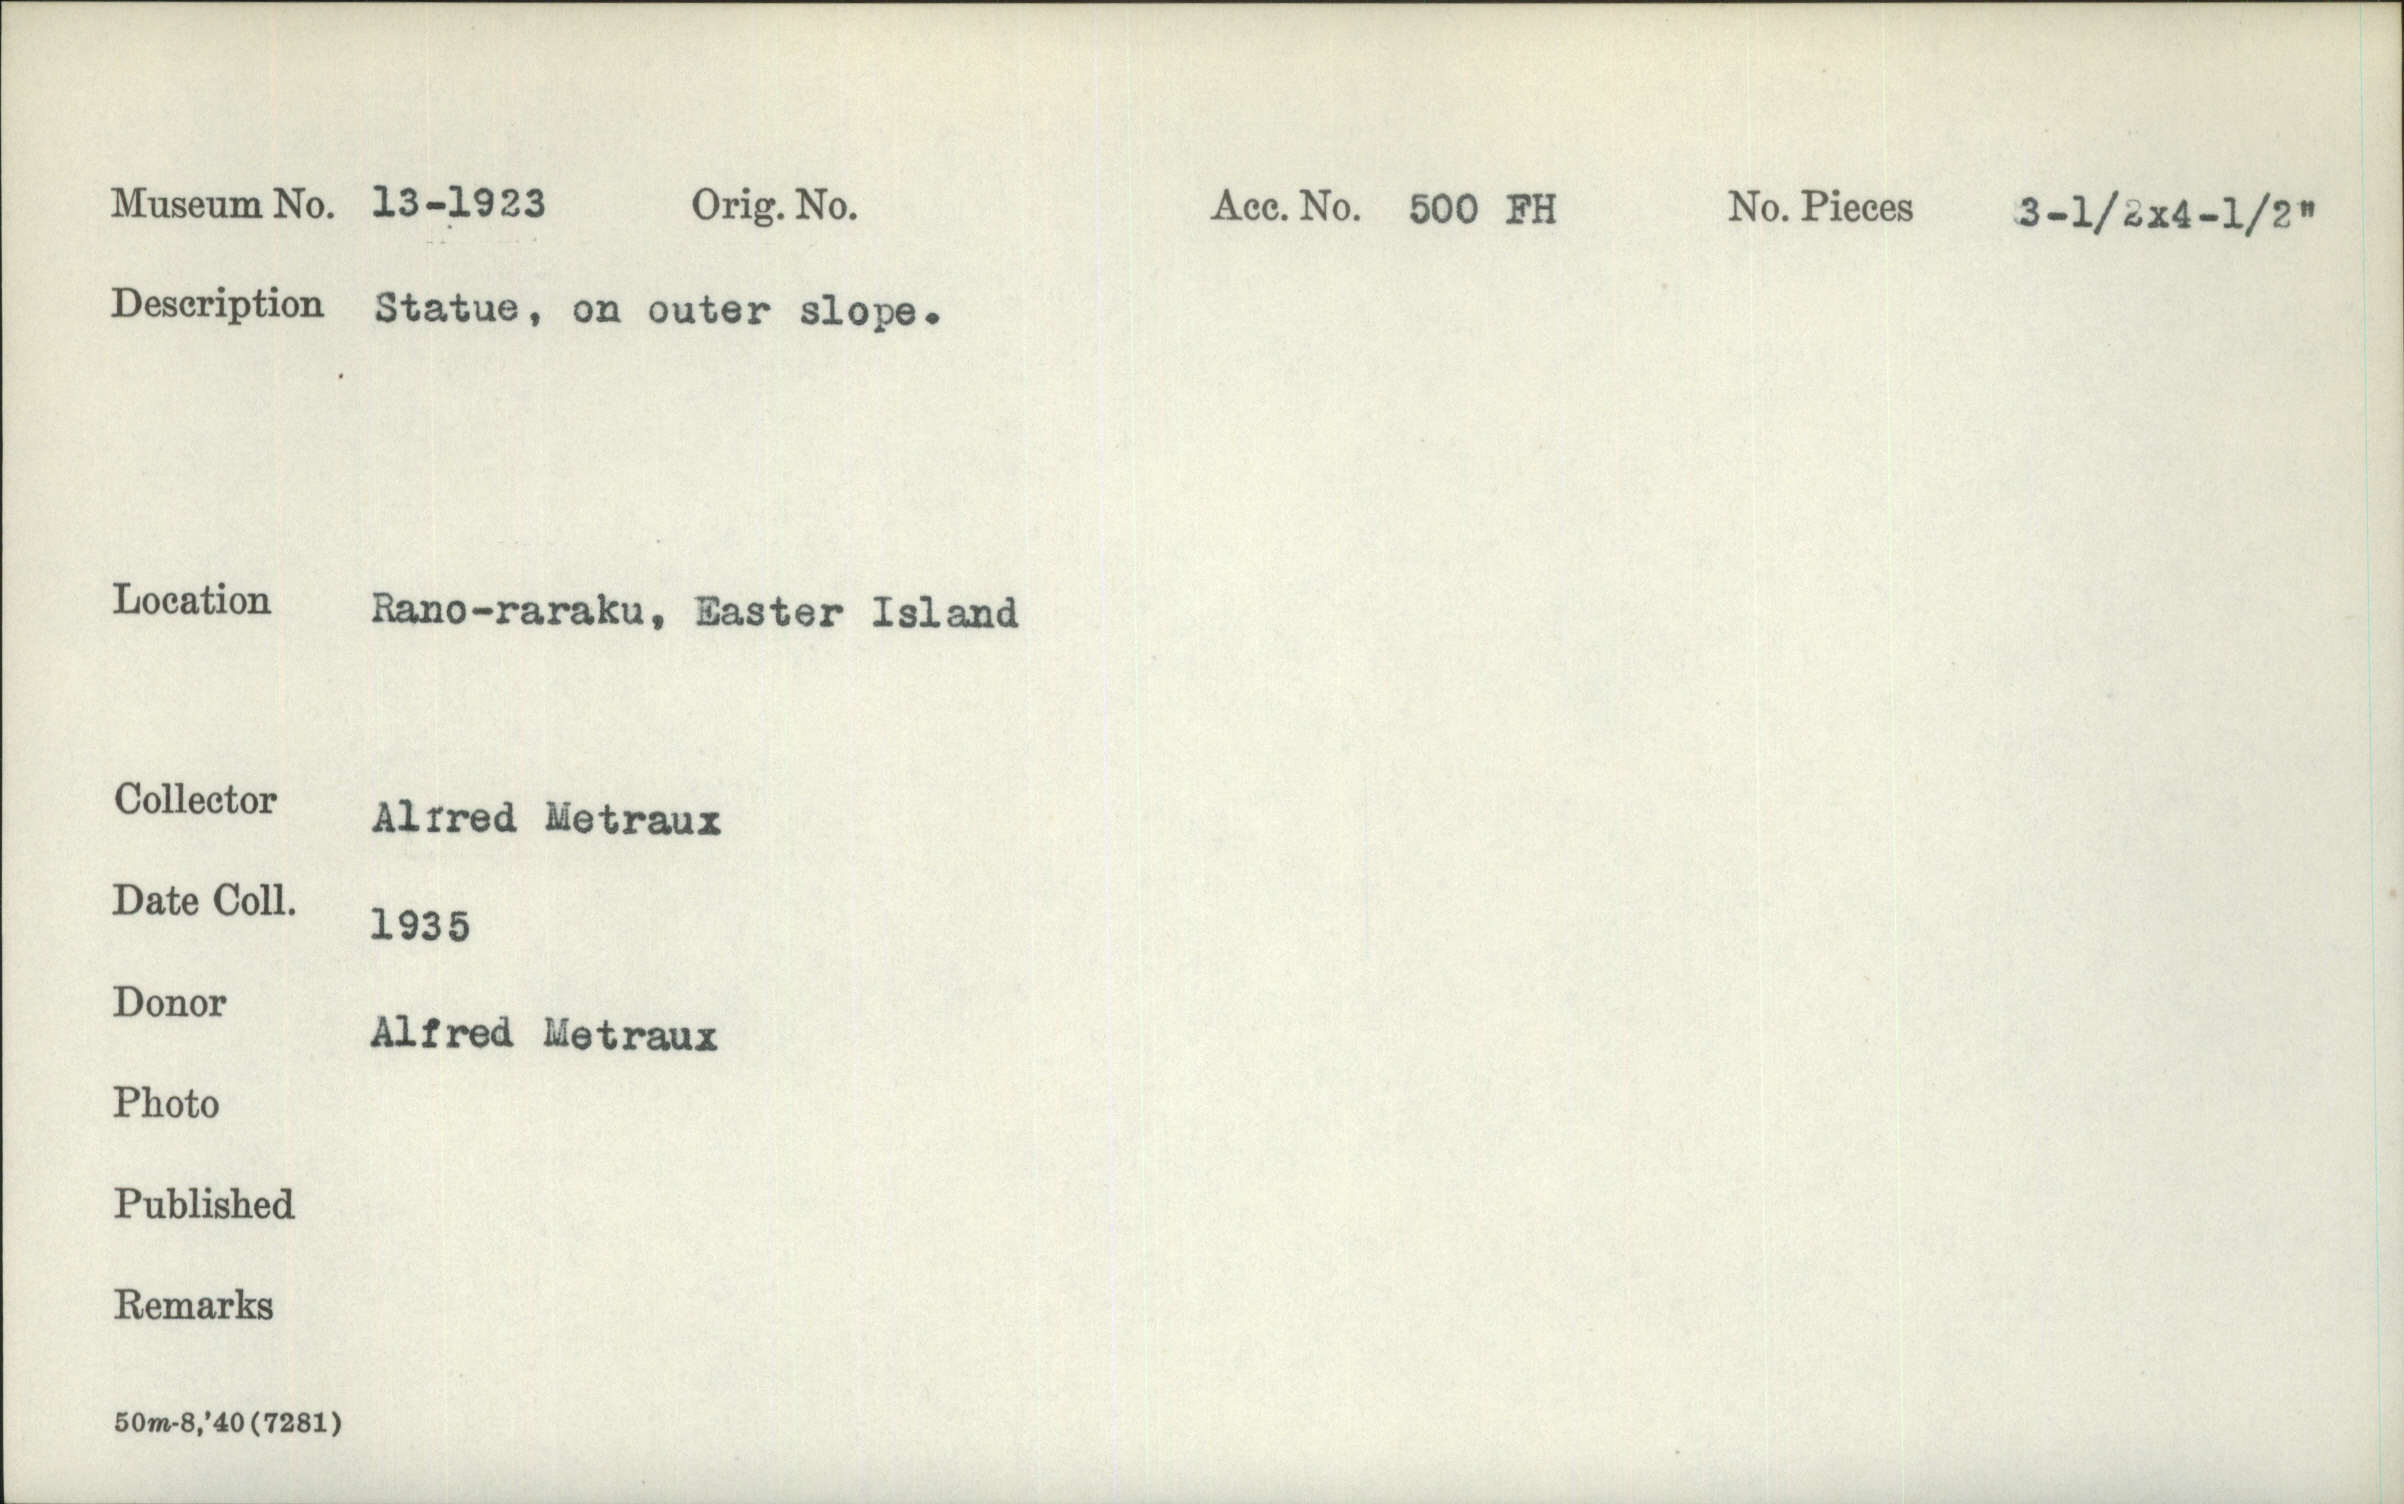 Museum No. 13-1923 Orig. No. Acc. No. 500 FH No. Pieces 3-1/2x4-1/2"
Description Statue, on outer slope.
Location Rano-raraku, Easter Island
Collector Alfred Metraux
Date Coll. 1935
Donor Alfred Metraux
Photo
Published
Remarks
50m-8,'40(7281)